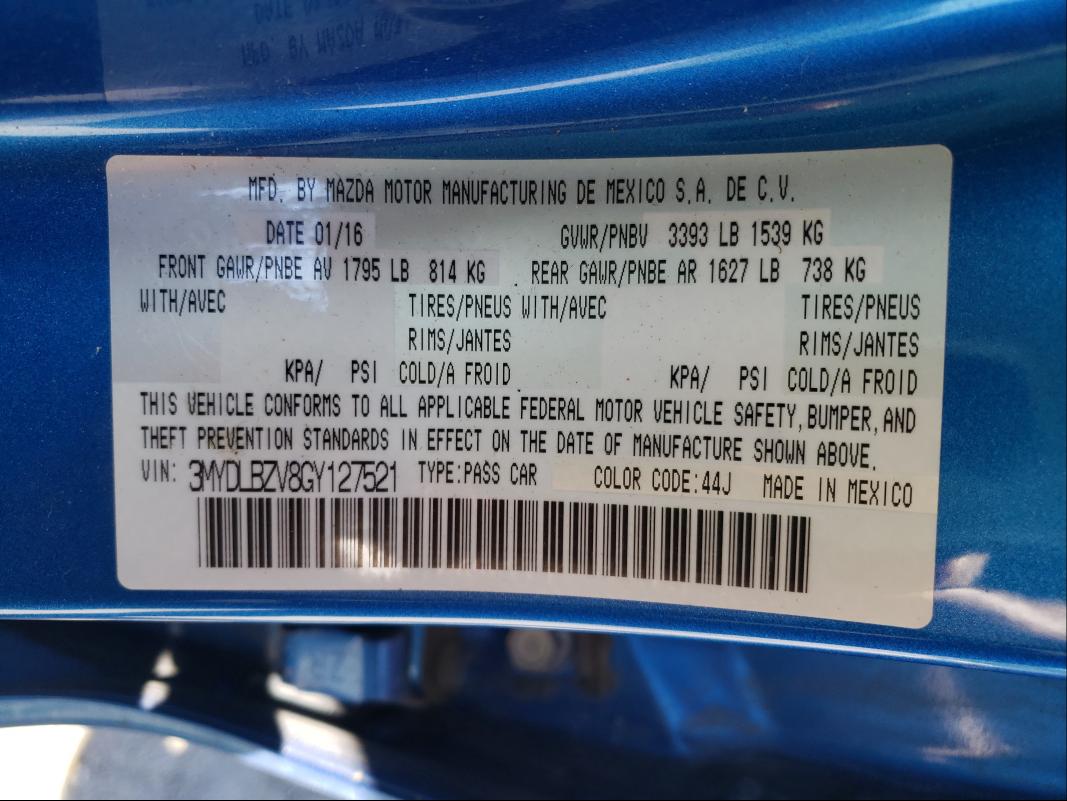 MFD. BY MAZDA MOTOR MANUFACTURING DE MEXICO S.A. DE C.V.
DATE 01/16 GVWR/PNBV 3393 LB 1539 KG
FRONT GAWR/PNBE AV 1795 LB 814 KG REAR GAWR/PNBE AR 1627 LB 738 KG
WITH/AVEC TIRES/PNEUS WITH/AVEC TIRES/PNEUS
RIMS/JANTES RIMS/JANTES
KPA/ PSI COLD/A FROID KPA/ PSI COLD/A FROID
THIS VEHICLE CONFORMS TO ALL APPLICABLE FEDERAL MOTOR VEHICLE SAFETY, BUMPER, AND
THEFT PREVENTION STANDARDS IN EFFECT ON THE DATE OF MANUFACTURE SHOWN ABOVE.
VIN: 3MYDLBZV8GY127521 TYPE:PASS CAR COLOR CODE:44J MADE IN MEXICO